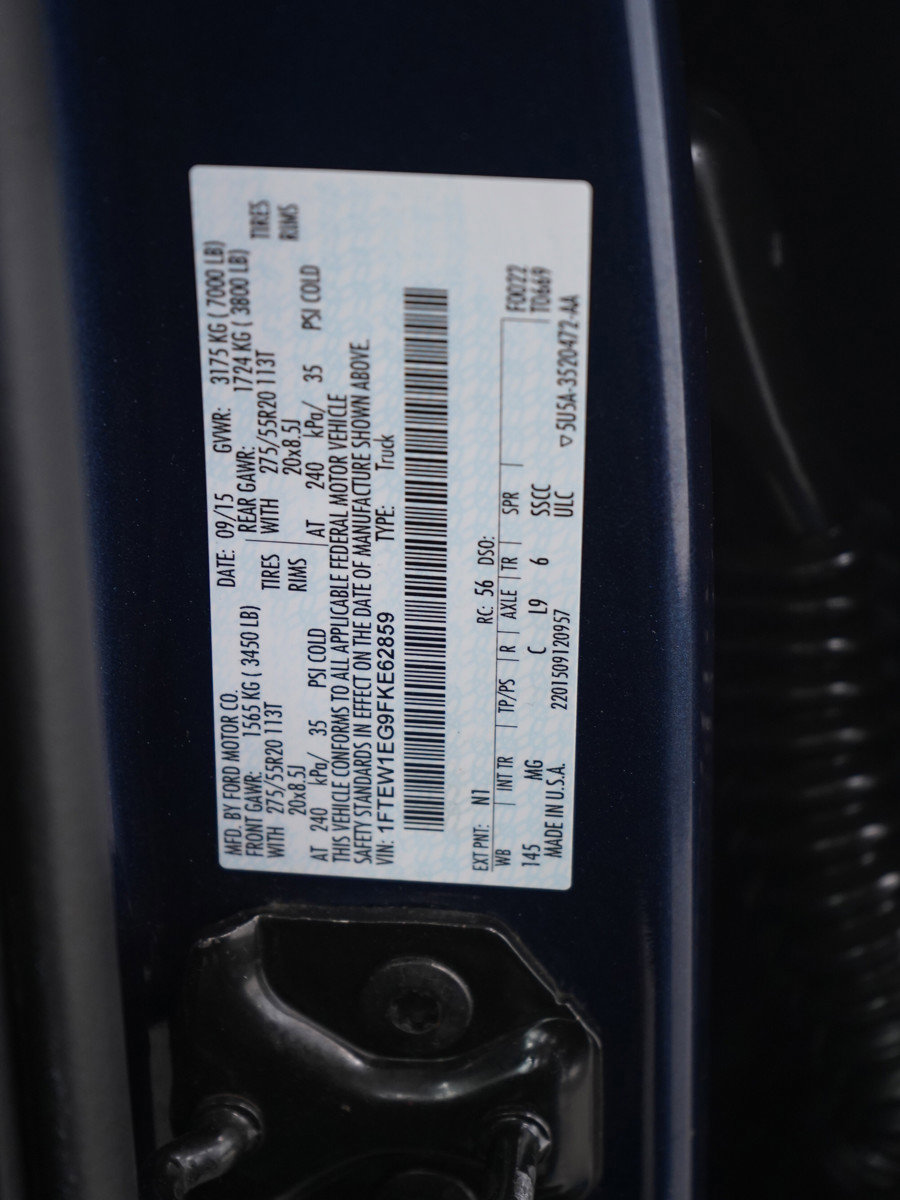 MFD. BY FORD MOTOR CO. DATE: 09/15 GVWR: 3175 KG ( 7000 LB)
FRONT GAWR: 1565 KG ( 3450 LB) REAR GAWR: 1724 KG ( 3800 LB)
WITH 275/55R20 113T TIRES WITH 275/55R20 113T TIRES
20x8.5J RIMS 20x8.5J RIMS
AT 240 kPa/ 35 PSI COLD AT 240 kPa/ 35 PSI COLD
THIS VEHICLE CONFORMS TO ALL APPLICABLE FEDERAL MOTOR VEHICLE
SAFETY STANDARDS IN EFFECT ON THE DATE OF MANUFACTURE SHOWN ABOVE.
VIN: 1FTEW1EG9FKE62859 TYPE: Truck
EXT PNT: N1 RC: 56 DSO:
WB INT TR TP/PS R AXLE TR SPR F00722
145 MG C L9 6 SSCC T0669
MADE IN U.S.A. 2201509120957 ULC ▽5U5A-3520472-AA